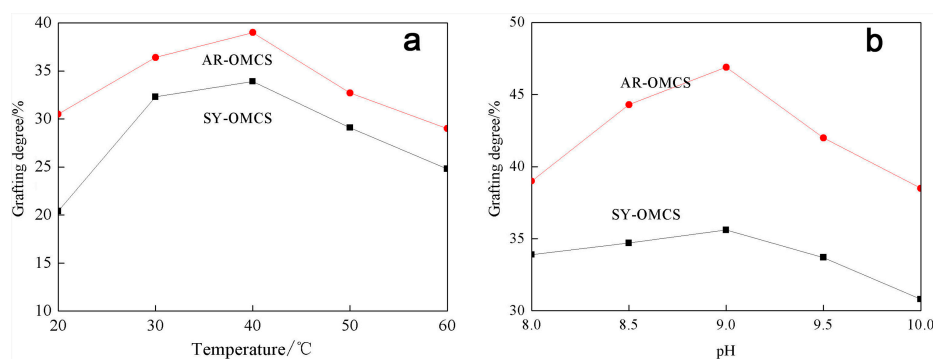 a
AR-OMCS
SY-OMCS
Grafting degree/%
40
35
30
25
20
15
10
20 30 40 50 60
Temperature/℃
b
AR-OMCS
SY-OMCS
Grafting degree/%
50
45
40
35
30
8.0 8.5 9.0 9.5 10.0
pH